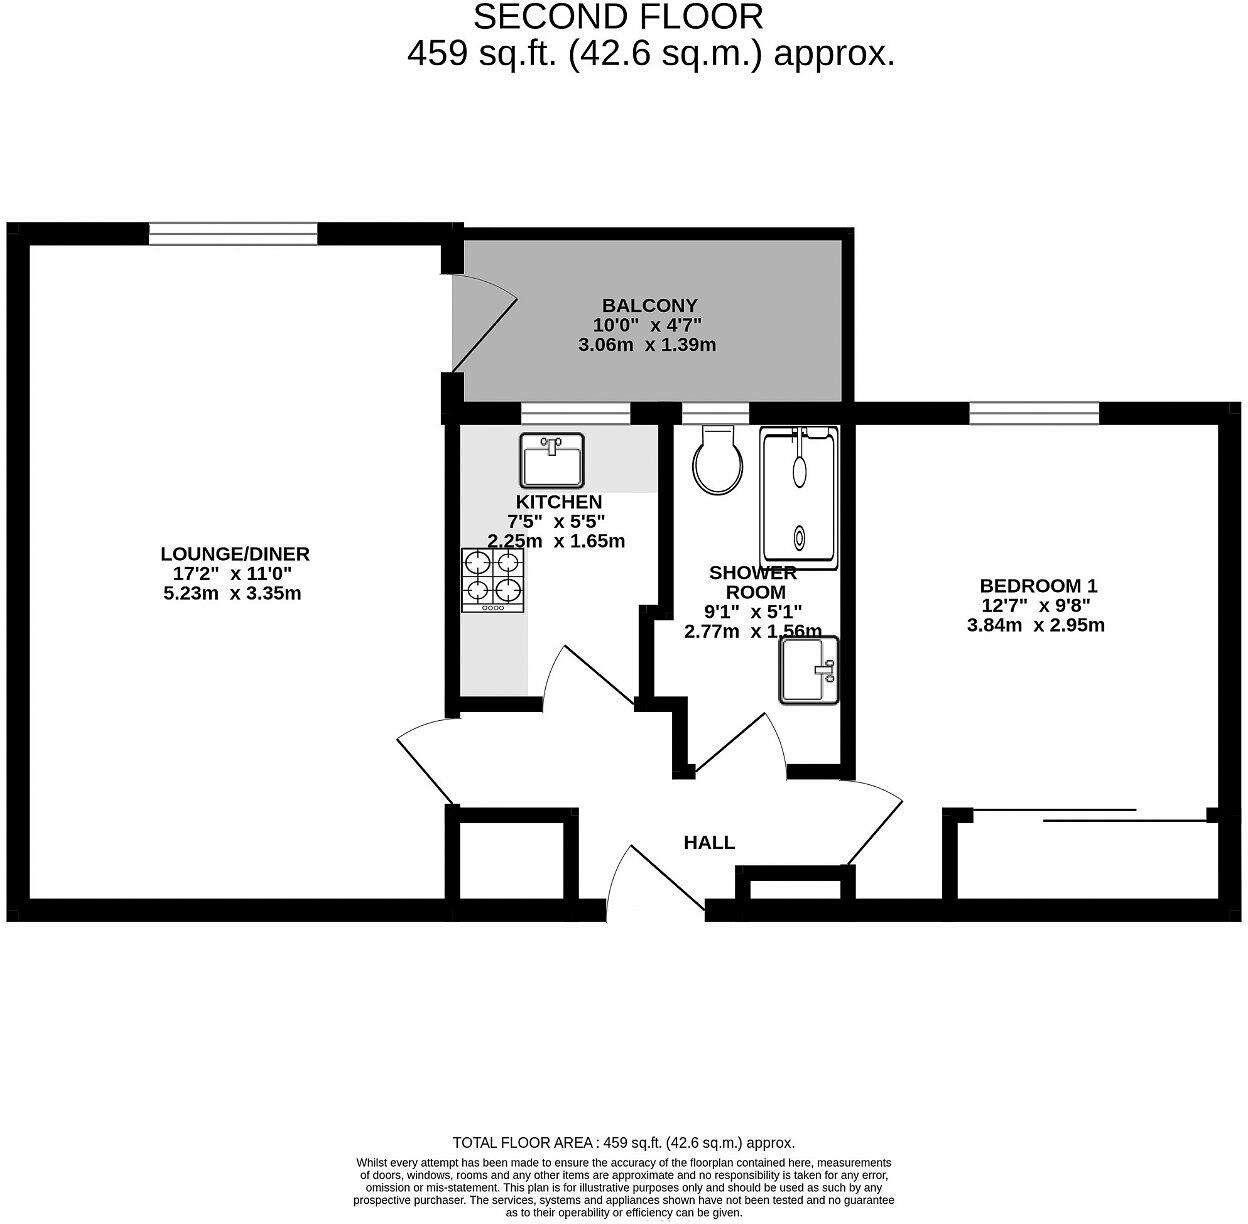 SECOND FLOOR
459 sq.ft. (42.6 sq.m.) approx.
BALCONY
10'0" x 4'7"
3.06m x 1.39m
KITCHEN
7'5" x 5'5"
2.25m x 1.65m
LOUNGE/DINER
17'2" x 11'0"
5.23m x 3.35m
SHOWER
ROOM
9'1" x 5'1"
2.77m x 1.56m
BEDROOM 1
12'7" x 9'8"
3.84m x 2.95m
HALL
TOTAL FLOOR AREA : 459 sq.ft. (42.6 sq.m.) approx.
Whilst every attempt has been made to ensure the accuracy of the floorplan contained here, measurements
of doors, windows, rooms and any other items are approximate and no responsibility is taken for any error,
omission or mis-statement. This plan is for illustrative purposes only and should be used as such by any
prospective purchaser. The services, systems and appliances shown have not been tested and no guarantee
as to their operability or efficiency can be given.